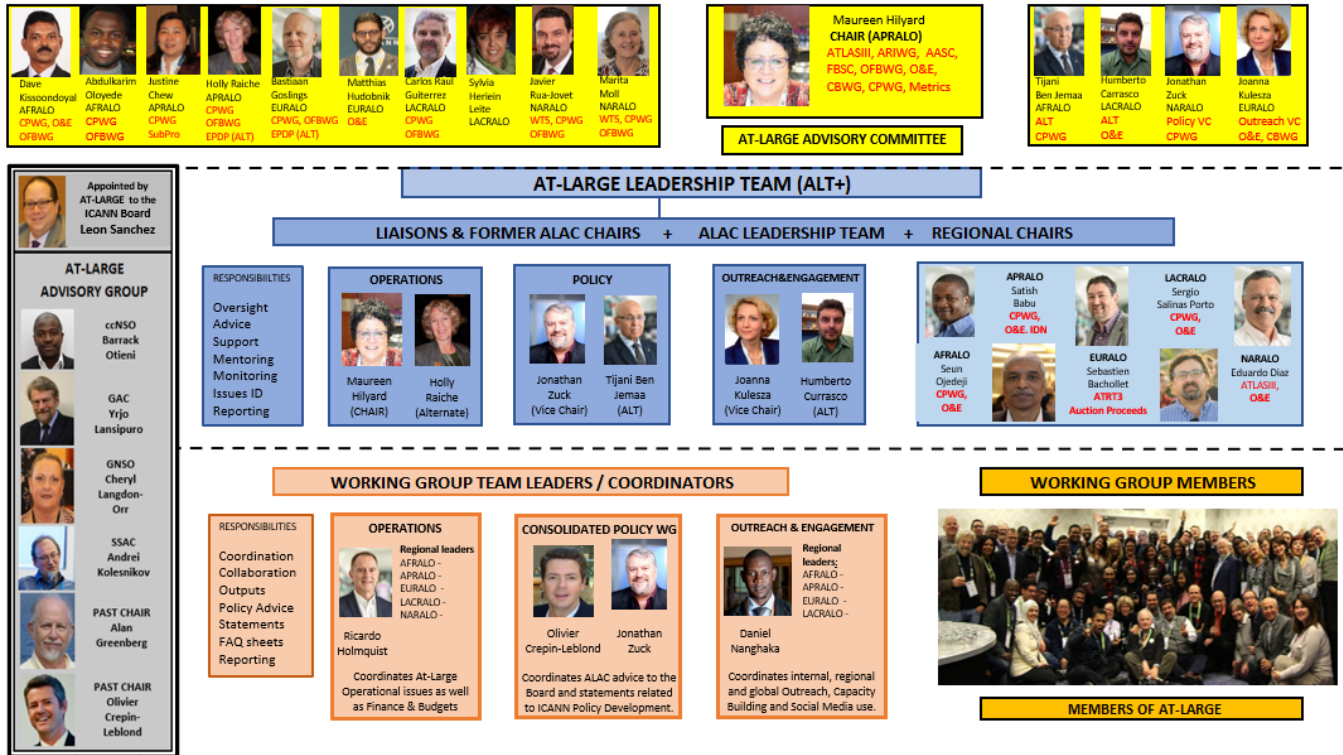 Dave
Kissoondoyal
AFRALO
CPWG, O&E
OFBWG
Abdulkarim
Oloyede
AFRALO
CPWG
OFBWG
Justine
Chew
APRALO
CPWG
SubPro
Holly Raiche
APRALO
CPWG
OFBWG
EPDP (ALT)
Bastiaan
Goslings
EURALO
CPWG, OFBWG
EPDP (ALT)
Matthias
Hudobnik
EURALO
O&E
Carlos Raul
Guiterrez
LACRALO
CPWG
OFBWG
Sylvia
Heriein
Leite
LACRALO
Javier
Rua-Jovet
NARALO
WT5, CPWG
OFBWG
Marita
Moll
NARALO
WT5, CPWG
OFBWG
Maureen Hilyard
CHAIR (APRALO)
ATLASIII, ARIWG, AASC,
FBSC, OFBWG, O&E,
CBWG, CPWG, Metrics
AT-LARGE ADVISORY COMMITTEE
Tijani
Ben Jemaa
AFRALO
ALT
CPWG
Humberto
Carrasco
LACRALO
ALT
O&E
Jonathan
Zuck
NARALO
Policy VC
CPWG
Joanna
Kulesza
EURALO
Outreach VC
O&E, CBWG
Appointed by
AT-LARGE to the
ICANN Board
Leon Sanchez
AT-LARGE
ADVISORY GROUP
ccNSO
Barrack
Otieni
GAC
Yrjo
Lansipuro
GNSO
Cheryl
Langdon-
Orr
SSAC
Andrei
Kolesnikov
PAST CHAIR
Alan
Greenberg
PAST CHAIR
Olivier
Crepin-
Leblond
AT-LARGE LEADERSHIP TEAM (ALT+)
LIAISONS & FORMER ALAC CHAIRS + ALAC LEADERSHIP TEAM + REGIONAL CHAIRS
RESPONSIBIILTIES
Oversight
Advice
Support
Mentoring
Monitoring
Issues ID
Reporting
OPERATIONS
Maureen
Hilyard
(CHAIR)
Holly
Raiche
(Alternate)
POLICY
Jonathan
Zuck
(Vice Chair)
Tijani Ben
Jemaa
(ALT)
OUTREACH&ENGAGEMENT
Joanna
Kulesza
(Vice Chair)
Humberto
Currasco
(ALT)
APRALO
Satish
Babu
CPWG,
O&E. IDN
LACRALO
Sergio
Salinas Porto
CPWG,
O&E
AFRALO
Seun
Ojedeji
CPWG,
O&E
EURALO
Sebastien
Bachollet
ATRT3
Auction Proceeds
NARALO
Eduardo Diaz
ATLASIII,
O&E
WORKING GROUP TEAM LEADERS / COORDINATORS
RESPONSIBILITIES
Coordination
Collaboration
Outputs
Policy Advice
Statements
FAQ sheets
Reporting
OPERATIONS
Regional leaders
AFRALO -
APRALO -
EURALO -
LACRALO -
NARALO -
Ricardo
Holmquist
Coordinates At-Large
Operational issues as well
as Finance & Budgets
CONSOLIDATED POLICY WG
Olivier
Crepin-Leblond
Jonathan
Zuck
Coordinates ALAC advice to the
Board and statements related
to ICANN Policy Development.
OUTREACH & ENGAGEMENT
Regional
leaders;
AFRALO -
APRALO -
EURALO -
LACRALO -
Daniel
Nanghaka
Coordinates internal, regional
and global Outreach, Capacity
Building and Social Media use.
WORKING GROUP MEMBERS
MEMBERS OF AT-LARGE